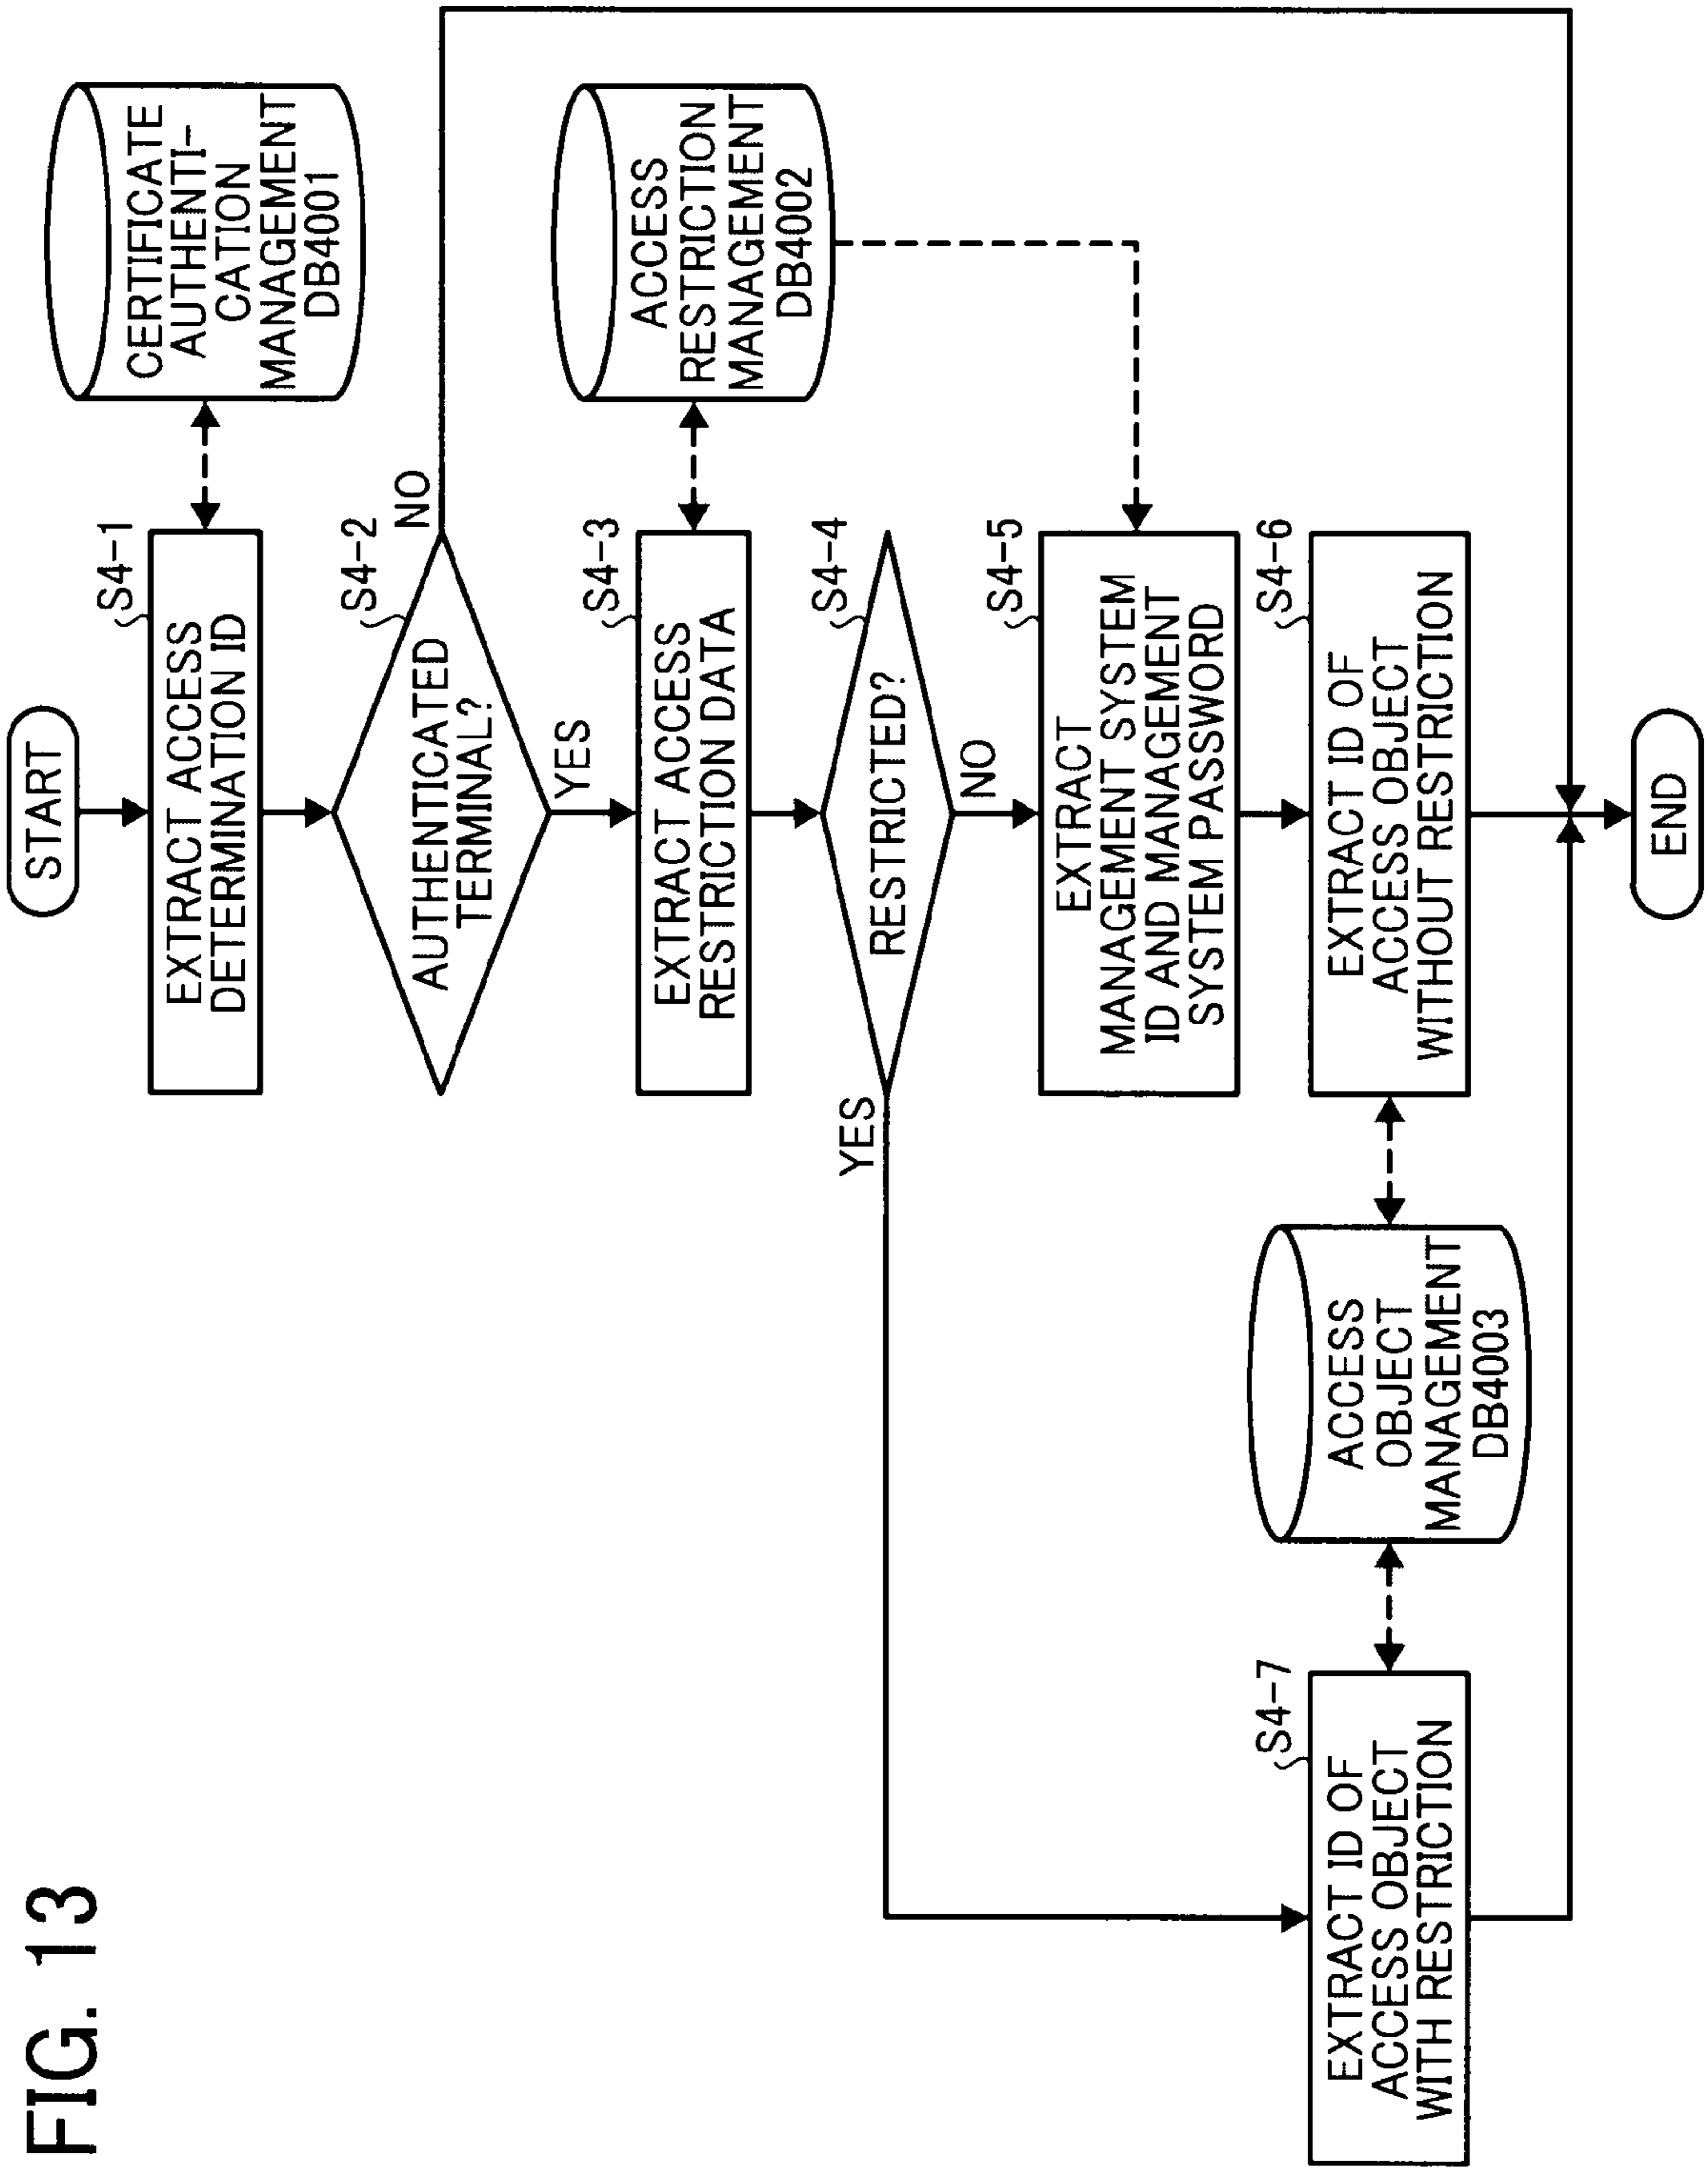 FIG. 13
START
S4-1
EXTRACT ACCESS
DETERMINATION ID
CERTIFICATE
AUTHENTI-
CATION
MANAGEMENT
DB4001
S4-2
AUTHENTICATED
TERMINAL?
NO
YES
S4-3
EXTRACT ACCESS
RESTRICTION DATA
ACCESS
RESTRICTION
MANAGEMENT
DB4002
S4-4
RESTRICTED?
YES
NO
S4-5
EXTRACT
MANAGEMENT SYSTEM
ID AND MANAGEMENT
SYSTEM PASSWORD
S4-7
EXTRACT ID OF
ACCESS OBJECT
WITH RESTRICTION
ACCESS
OBJECT
MANAGEMENT
DB4003
S4-6
EXTRACT ID OF
ACCESS OBJECT
WITHOUT RESTRICTION
END